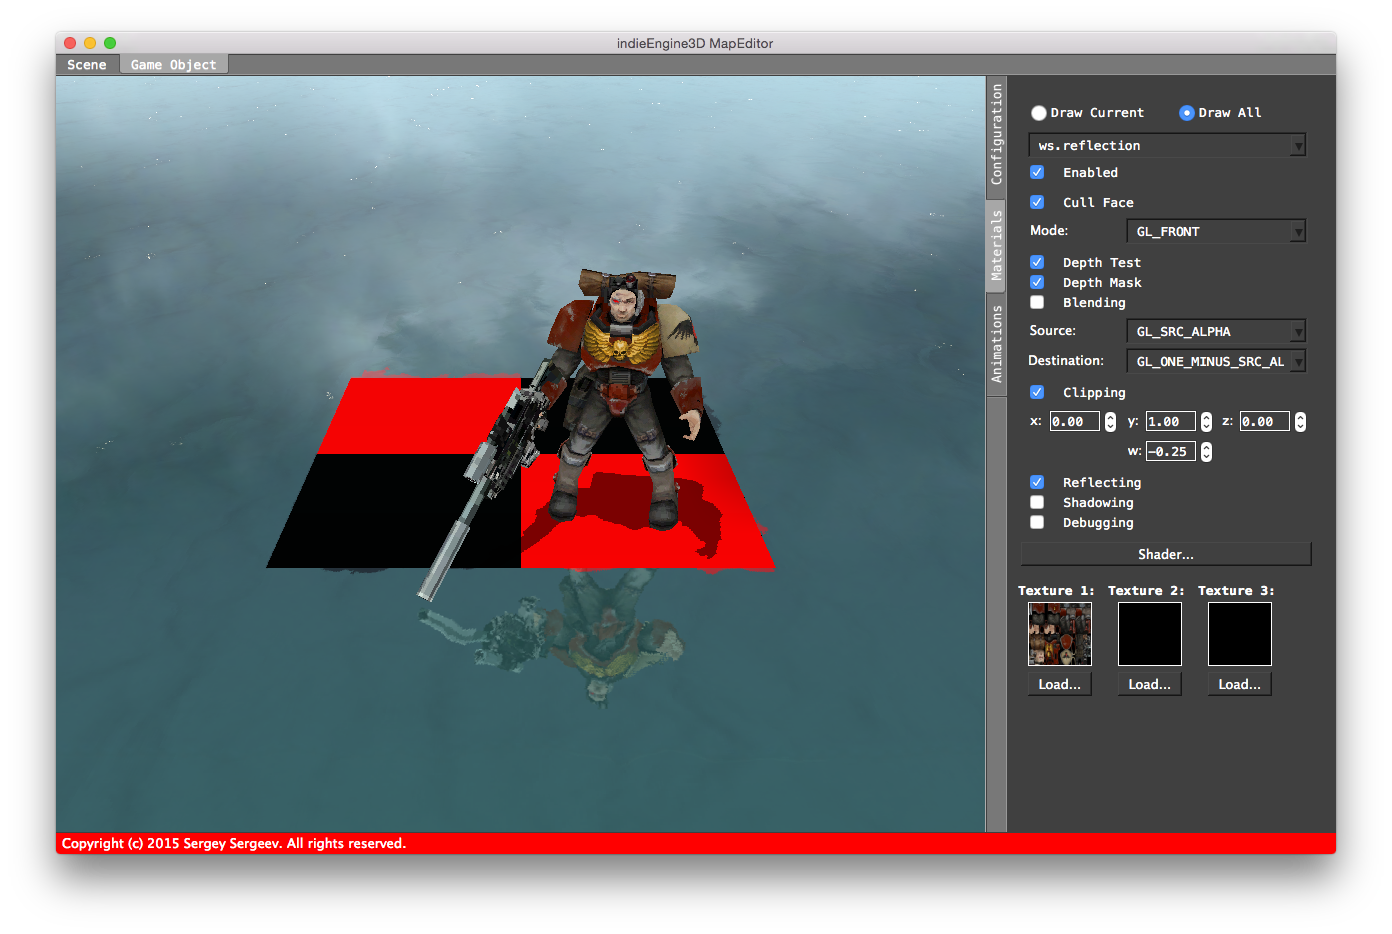 indieEngine3D MapEditor
Scene
Game Object
Configuration
Materials
Animations
Draw Current
Draw All
ws.reflection
Enabled
Cull Face
Mode:
GL_FRONT
Depth Test
Depth Mask
Blending
Source:
GL_SRC_ALPHA
Destination:
GL_ONE_MINUS_SRC_AL
Clipping
x: 0.00 y: 1.00 z: 0.00
w: -0.25
Reflecting
Shadowing
Debugging
Shader...
Texture 1: Texture 2: Texture 3:
Load... Load... Load...
Copyright (c) 2015 Sergey Sergeev. All rights reserved.